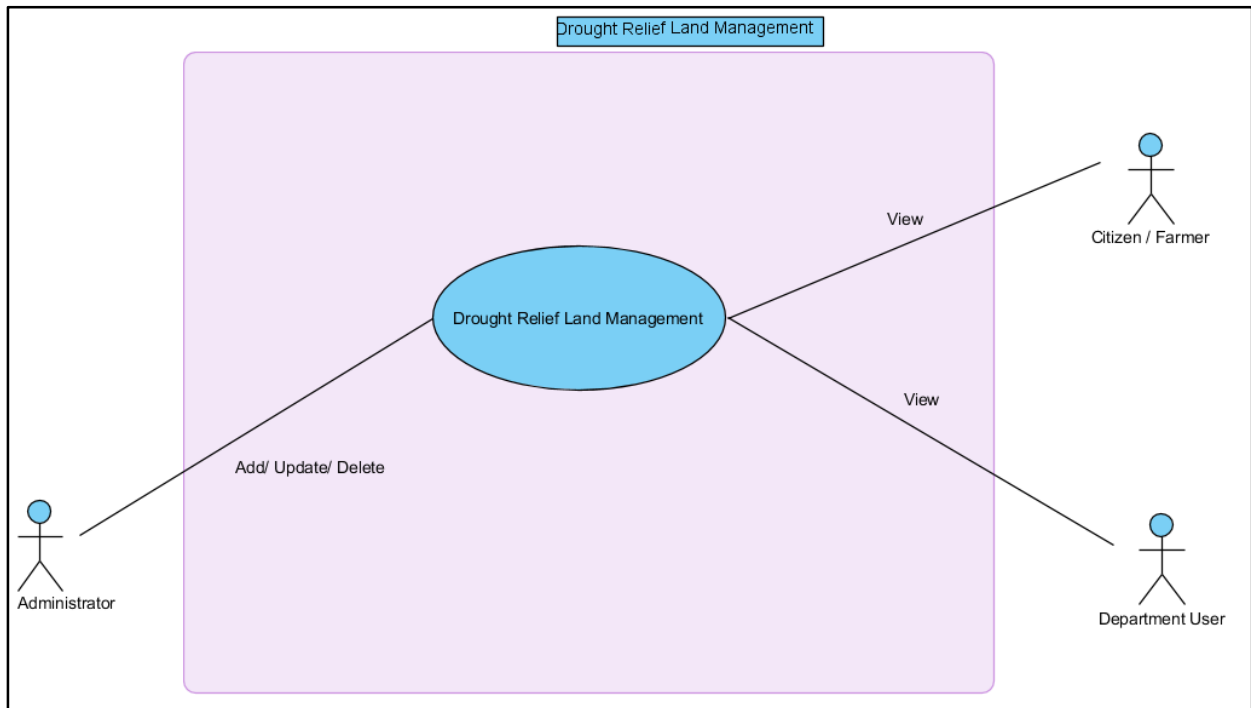 Drought Relief Land Management
View
Citizen / Farmer
Drought Relief Land Management
View
Add/ Update/ Delete
Administrator
Department User